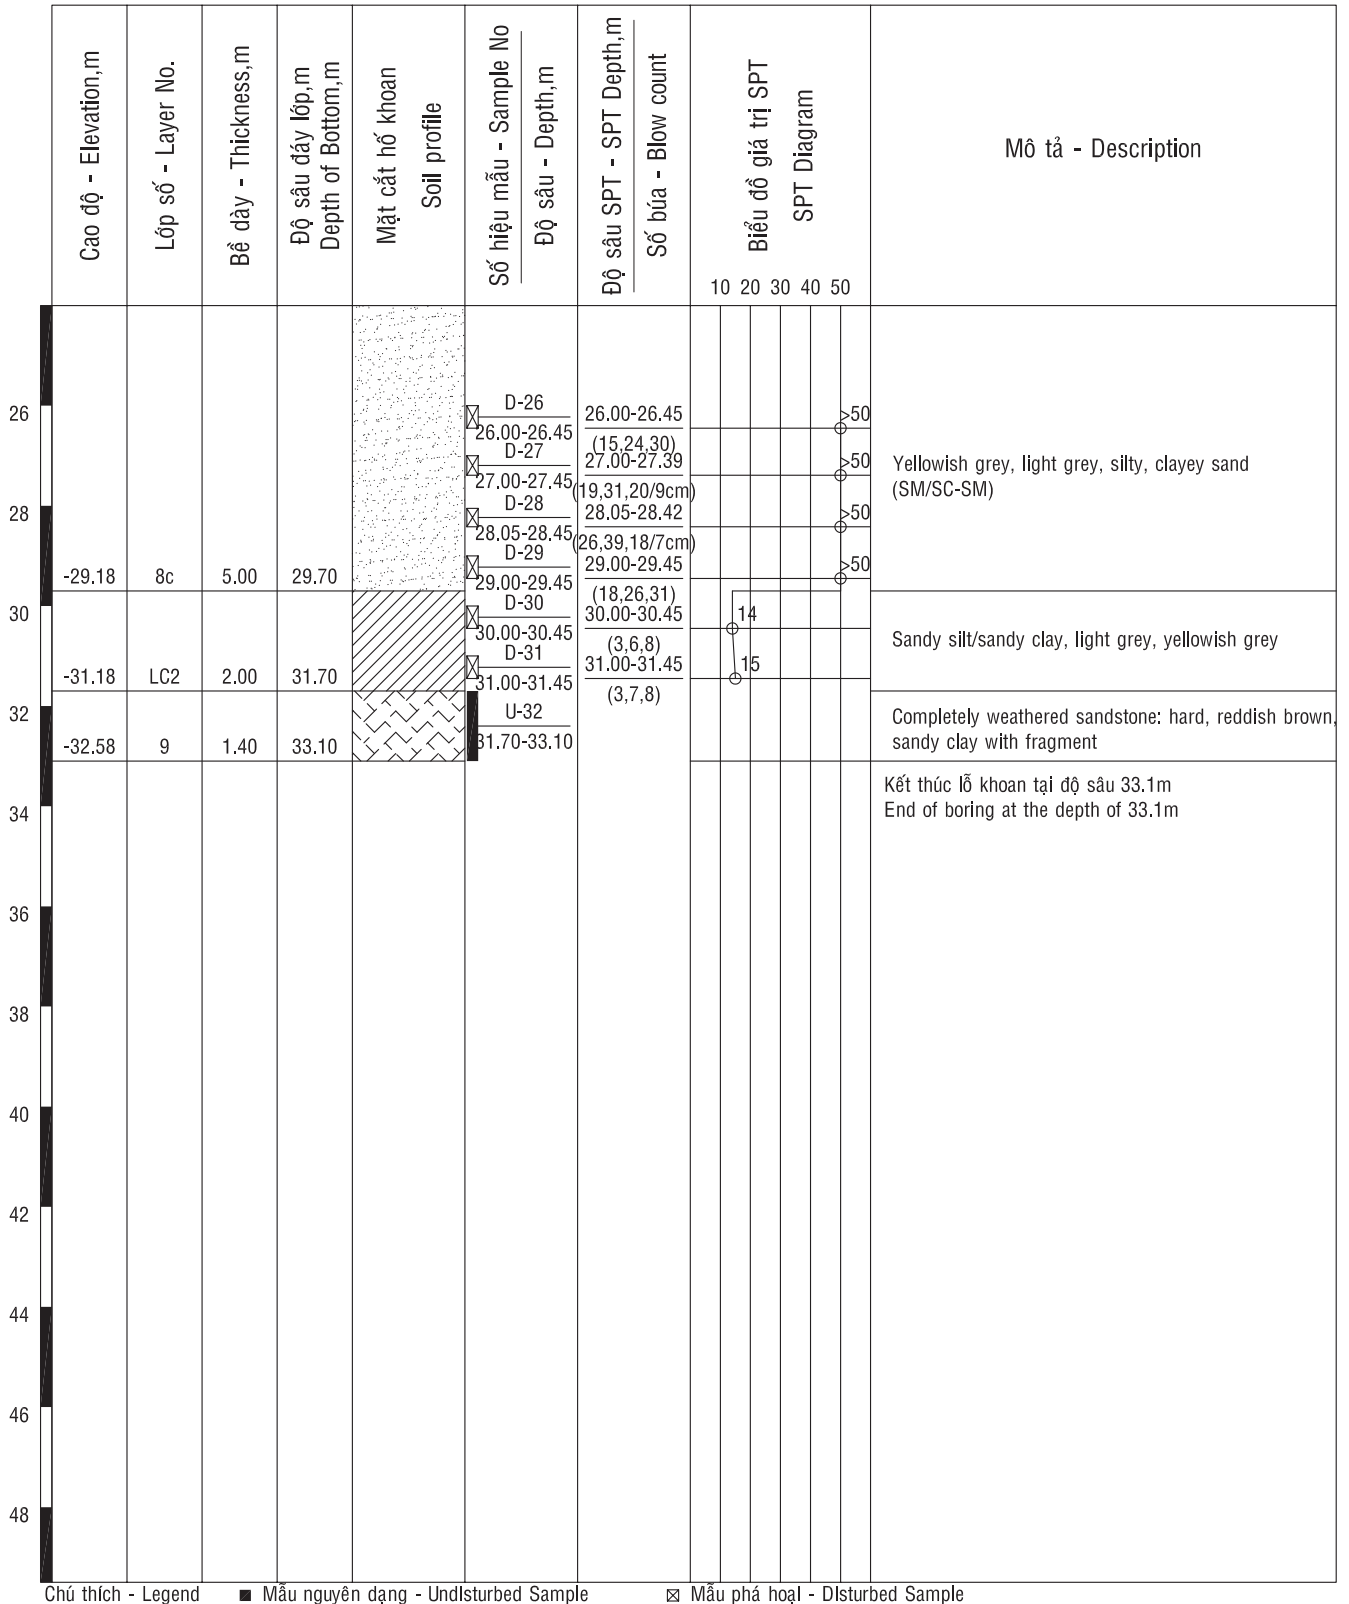 Cao độ - Elevation,m
Lớp số - Layer No.
Bề dày - Thickness,m
Độ sâu đáy lớp,m
Depth of Bottom,m
Mặt cắt hố khoan
Soil profile
Số hiệu mẫu - Sample No
Độ sâu - Depth,m
Độ sâu SPT - SPT Depth,m
Số búa - Blow count
Biểu đồ giá trị SPT
SPT Diagram
10 20 30 40 50
Mô tả - Description
26
D-26
26.00-26.45
26.00-26.45
(15,24,30)
>50
D-27
27.00-27.45
27.00-27.39
(19,31,20/9cm)
>50
Yellowish grey, light grey, silty, clayey sand
(SM/SC-SM)
28
D-28
28.05-28.45
28.05-28.42
(26,39,18/7cm)
>50
D-29
29.00-29.45
29.00-29.45
(18,26,31)
>50
-29.18 8c 5.00 29.70
30
D-30
30.00-30.45
30.00-30.45
(3,6,8)
14
Sandy silt/sandy clay, light grey, yellowish grey
D-31
31.00-31.45
31.00-31.45
(3,7,8)
15
-31.18 LC2 2.00 31.70
32
U-32
31.70-33.10
Completely weathered sandstone: hard, reddish brown,
sandy clay with fragment
-32.58 9 1.40 33.10
Kết thúc lỗ khoan tại độ sâu 33.1m
End of boring at the depth of 33.1m
34
36
38
40
42
44
46
48
Chú thích - Legend Mẫu nguyên dạng - Undisturbed Sample Mẫu phá hoại - Disturbed Sample